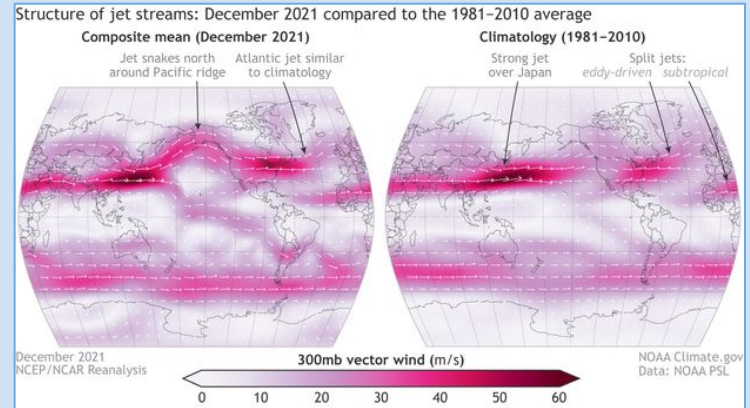 Structure of jet streams: December 2021 compared to the 1981–2010 average
Composite mean (December 2021)
Jet snakes north
around Pacific ridge
Atlantic jet similar
to climatology
Climatology (1981–2010)
Strong jet
over Japan
Split jets:
eddy-driven subtropical
December 2021
NCEP/NCAR Reanalysis
300mb vector wind (m/s)
0 10 20 30 40 50 60
NOAA Climate.gov
Data: NOAA PSL